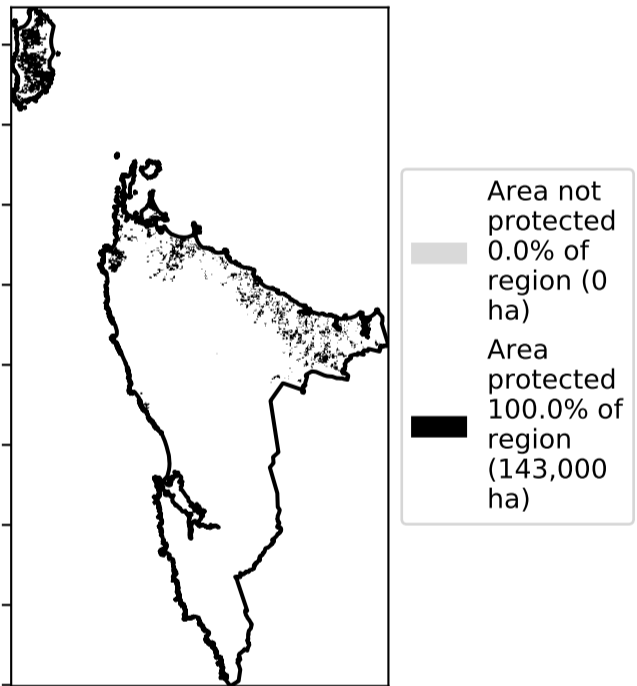 Area not
protected
0.0% of
region (0
ha)
Area
protected
100.0% of
region
(143,000
ha)